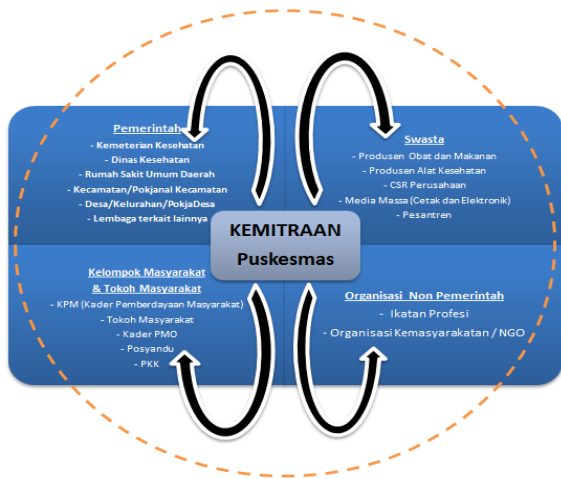 Pemerintah
- Kemeterian Kesehatan
- Dinas Kesehatan
- Rumah Sakit Umum Daerah
- Kecamatan/Pokjanal Kecamatan
- Desa/Kelurahan/PokjaDesa
- Lembaga terkait lainnya
Swasta
- Produsen Obat dan Makanan
- Produsen Alat Kesehatan
- CSR Perusahaan
- Media Massa (Cetak dan Elektronik)
- Pesantren
KEMITRAAN
Puskesmas
Kelompok Masyarakat
& Tokoh Masyarakat
- KPM (Kader Pemberdayaan Masyarakat)
- Tokoh Masyarakat
- Kader PMO
- Posyandu
- PKK
Organisasi Non Pemerintah
- Ikatan Profesi
- Organisasi Kemasyarakatan / NGO